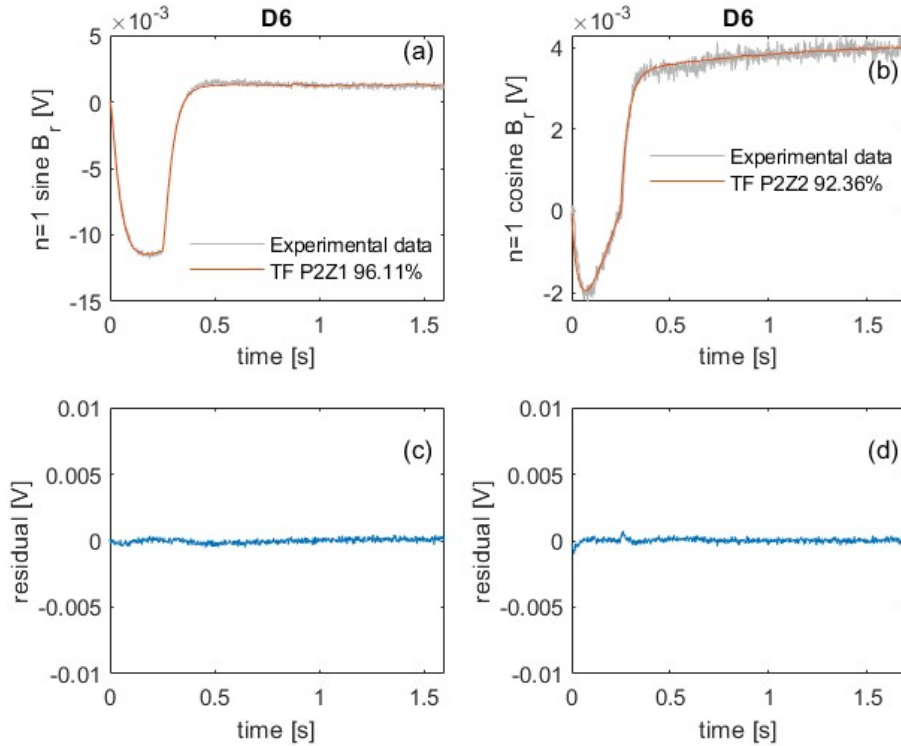 ×10⁻³ D6
(a)
5
0
-5
-10
-15
n=1 sine B_r [V]
Experimental data
TF P2Z1 96.11%
0 0.5 1 1.5
time [s]
×10⁻³ D6
(b)
4
2
0
-2
n=1 cosine B_r [V]
Experimental data
TF P2Z2 92.36%
0 0.5 1 1.5
time [s]
(c)
0.01
0.005
0
-0.005
-0.01
residual [V]
0 0.5 1 1.5
time [s]
(d)
0.01
0.005
0
-0.005
-0.01
residual [V]
0 0.5 1 1.5
time [s]